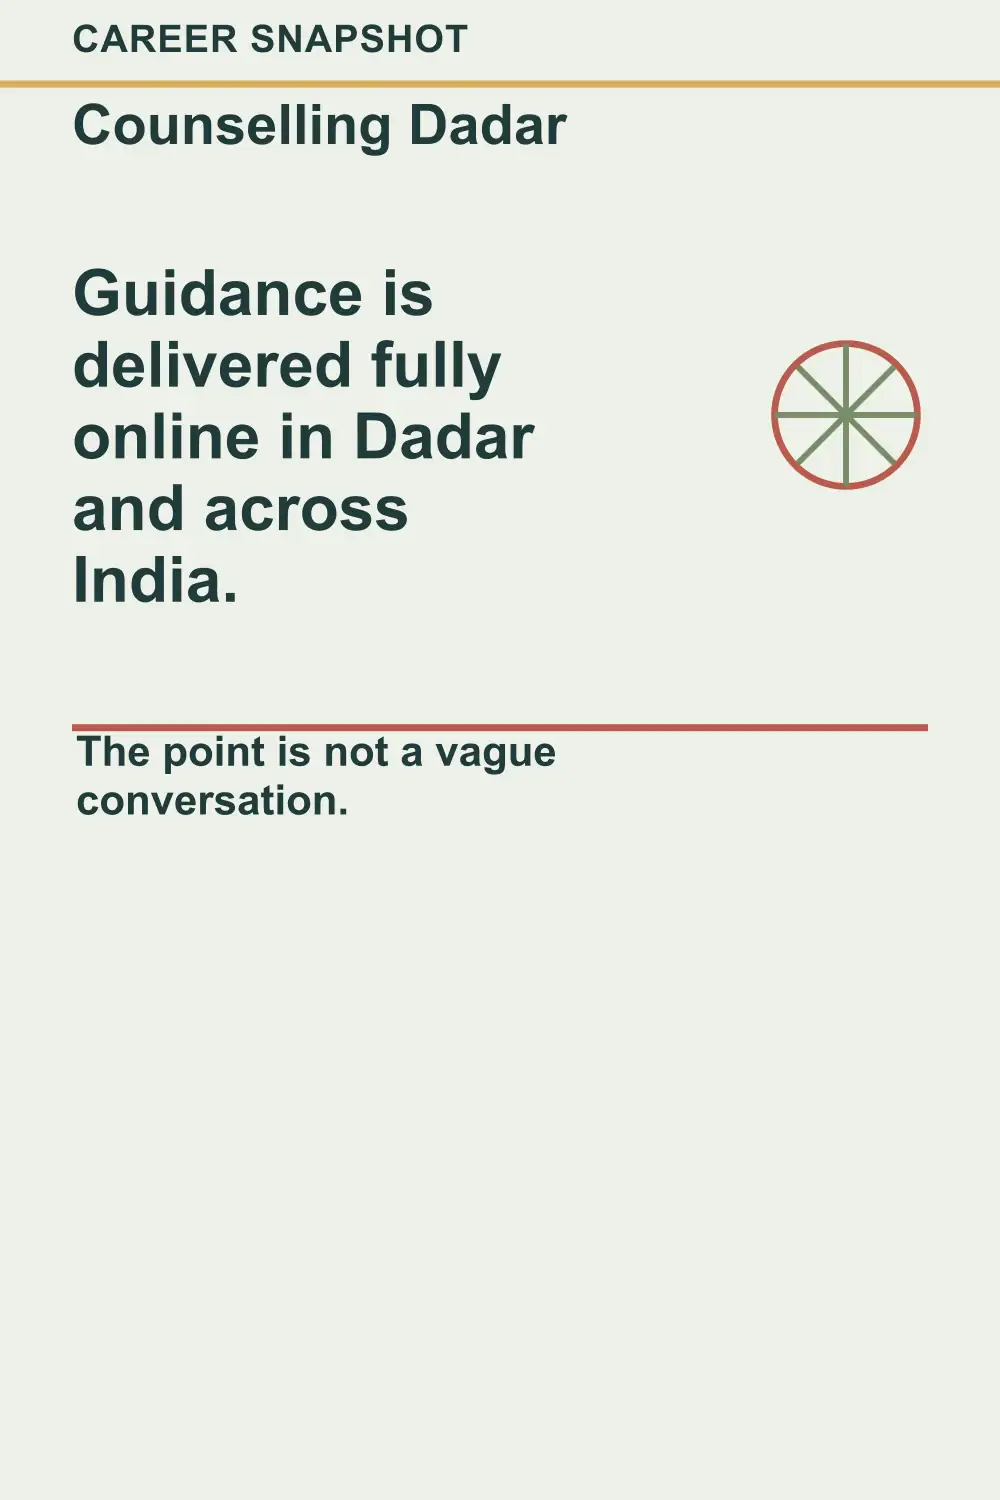 CAREER SNAPSHOT
Counselling Dadar
Guidance is
delivered fully
online in Dadar
and across
India.
The point is not a vague
conversation.